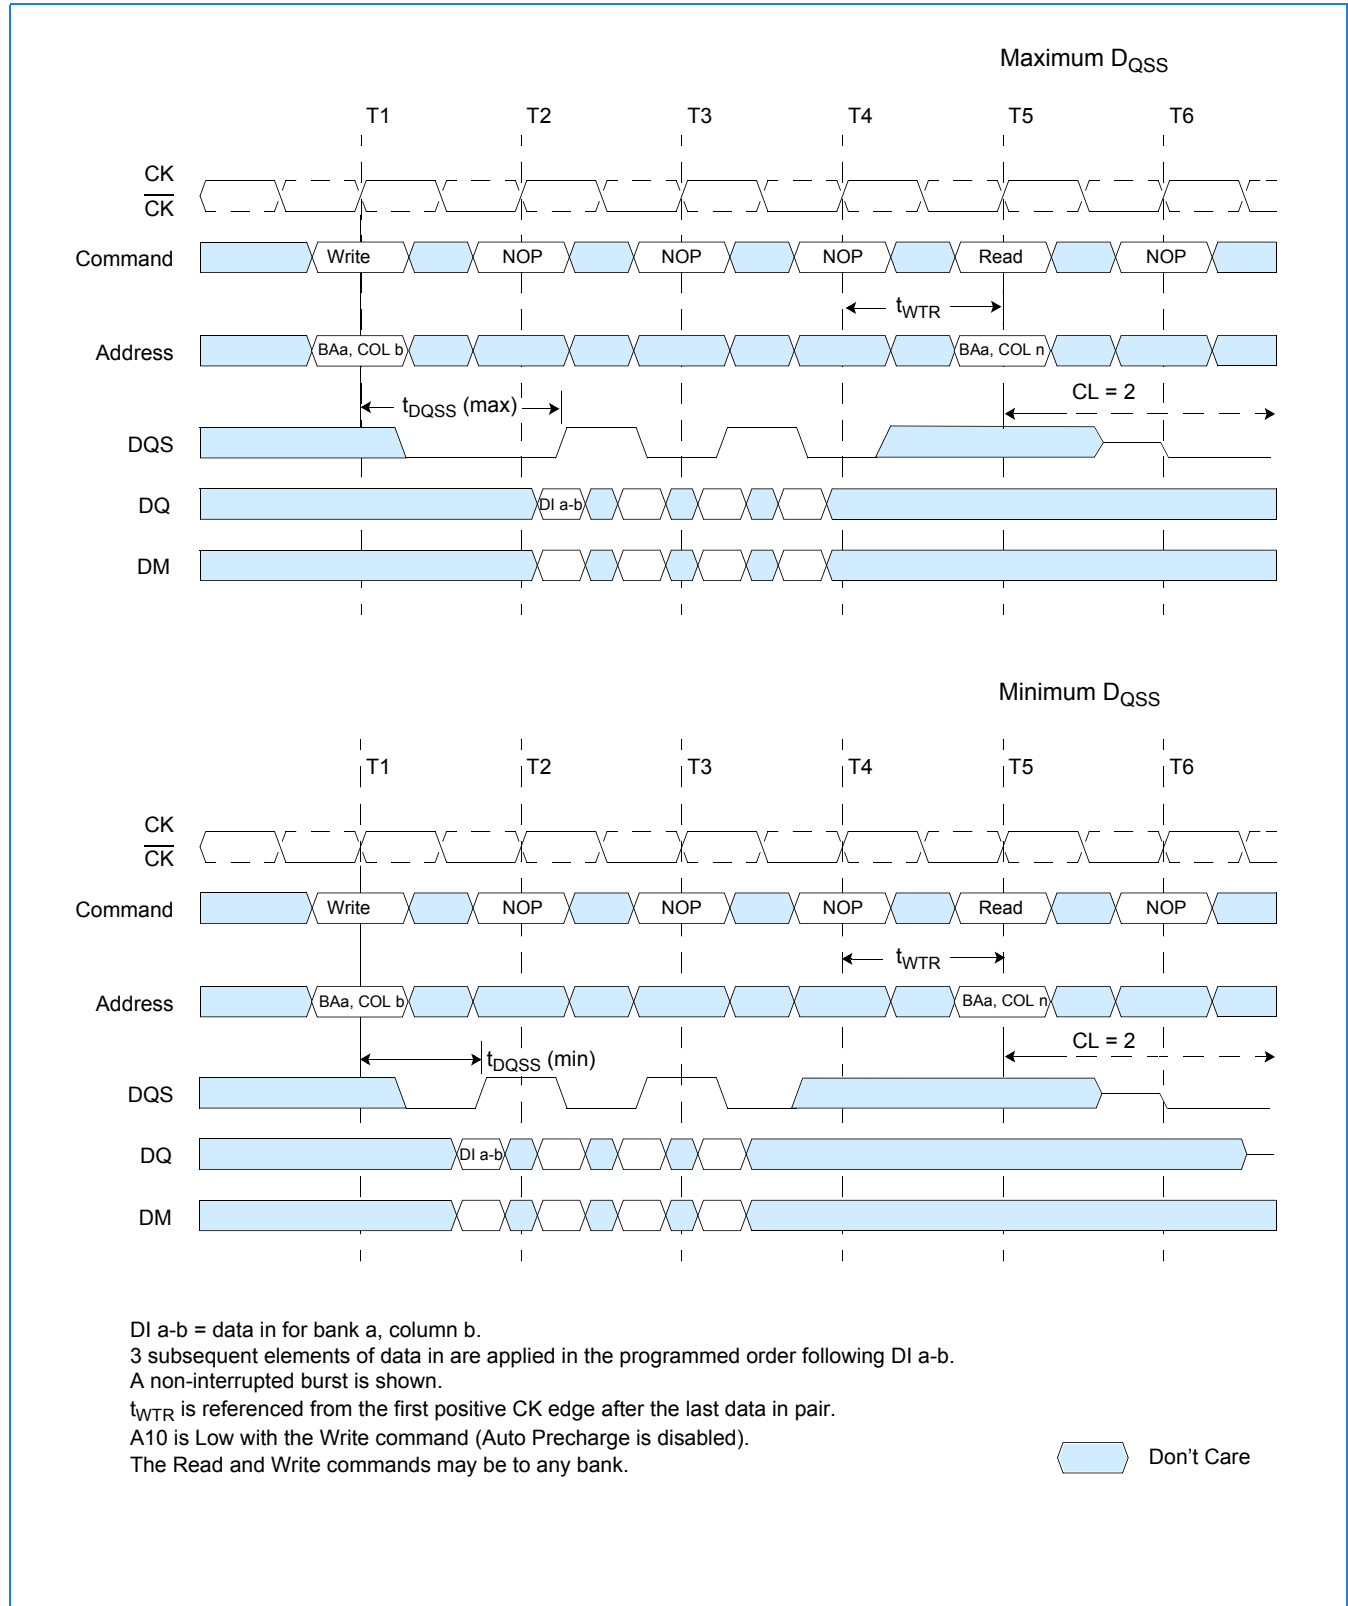 Maximum DQSS
T1 T2 T3 T4 T5 T6
CK
CK
Command Write NOP NOP NOP Read NOP
tWTR
Address BAa, COL b BAa, COL n
CL = 2
tDQSS (max)
DQS
DQ DI a-b
DM
Minimum DQSS
T1 T2 T3 T4 T5 T6
CK
CK
Command Write NOP NOP NOP Read NOP
tWTR
Address BAa, COL b BAa, COL n
CL = 2
tDQSS (min)
DQS
DQ DI a-b
DM
DI a-b = data in for bank a, column b.
3 subsequent elements of data in are applied in the programmed order following DI a-b.
A non-interrupted burst is shown.
tWTR is referenced from the first positive CK edge after the last data in pair.
A10 is Low with the Write command (Auto Precharge is disabled).
The Read and Write commands may be to any bank.
Don't Care